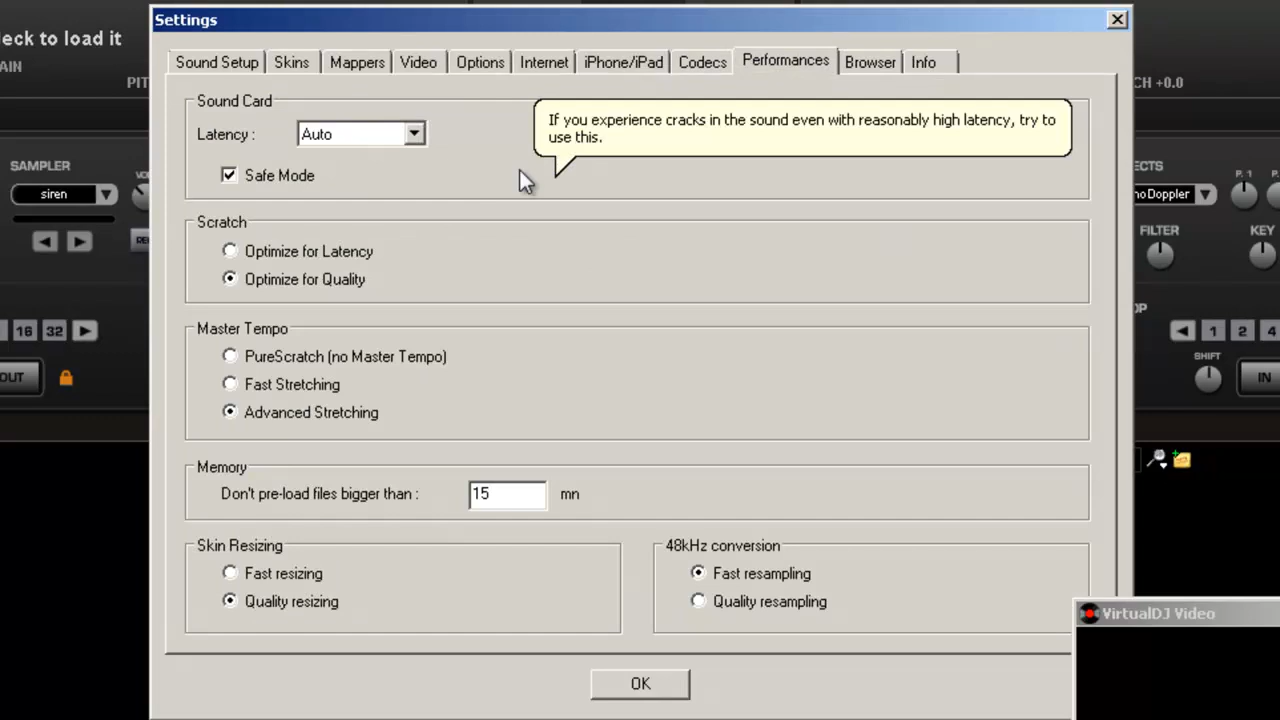 eck to load it
AIN
PIT
Settings
Sound Setup
Skins
Mappers
Video
Options
Internet
iPhone/iPad
Codecs
Performances
Browser
Info
CH +0.0
Sound Card
Latency :
Auto
If you experience cracks in the sound even with reasonably high latency, try to
use this.
Safe Mode
SAMPLER
siren
ECTS
P. 1
noDoppler
FILTER
KEY
Scratch
Optimize for Latency
Optimize for Quality
Master Tempo
PureScratch (no Master Tempo)
Fast Stretching
Advanced Stretching
16
32
OUT
OP
1
2
4
SHIFT
IN
Memory
Don't pre-load files bigger than :
15
mn
Skin Resizing
Fast resizing
Quality resizing
48kHz conversion
Fast resampling
Quality resampling
VirtualDJ Video
OK